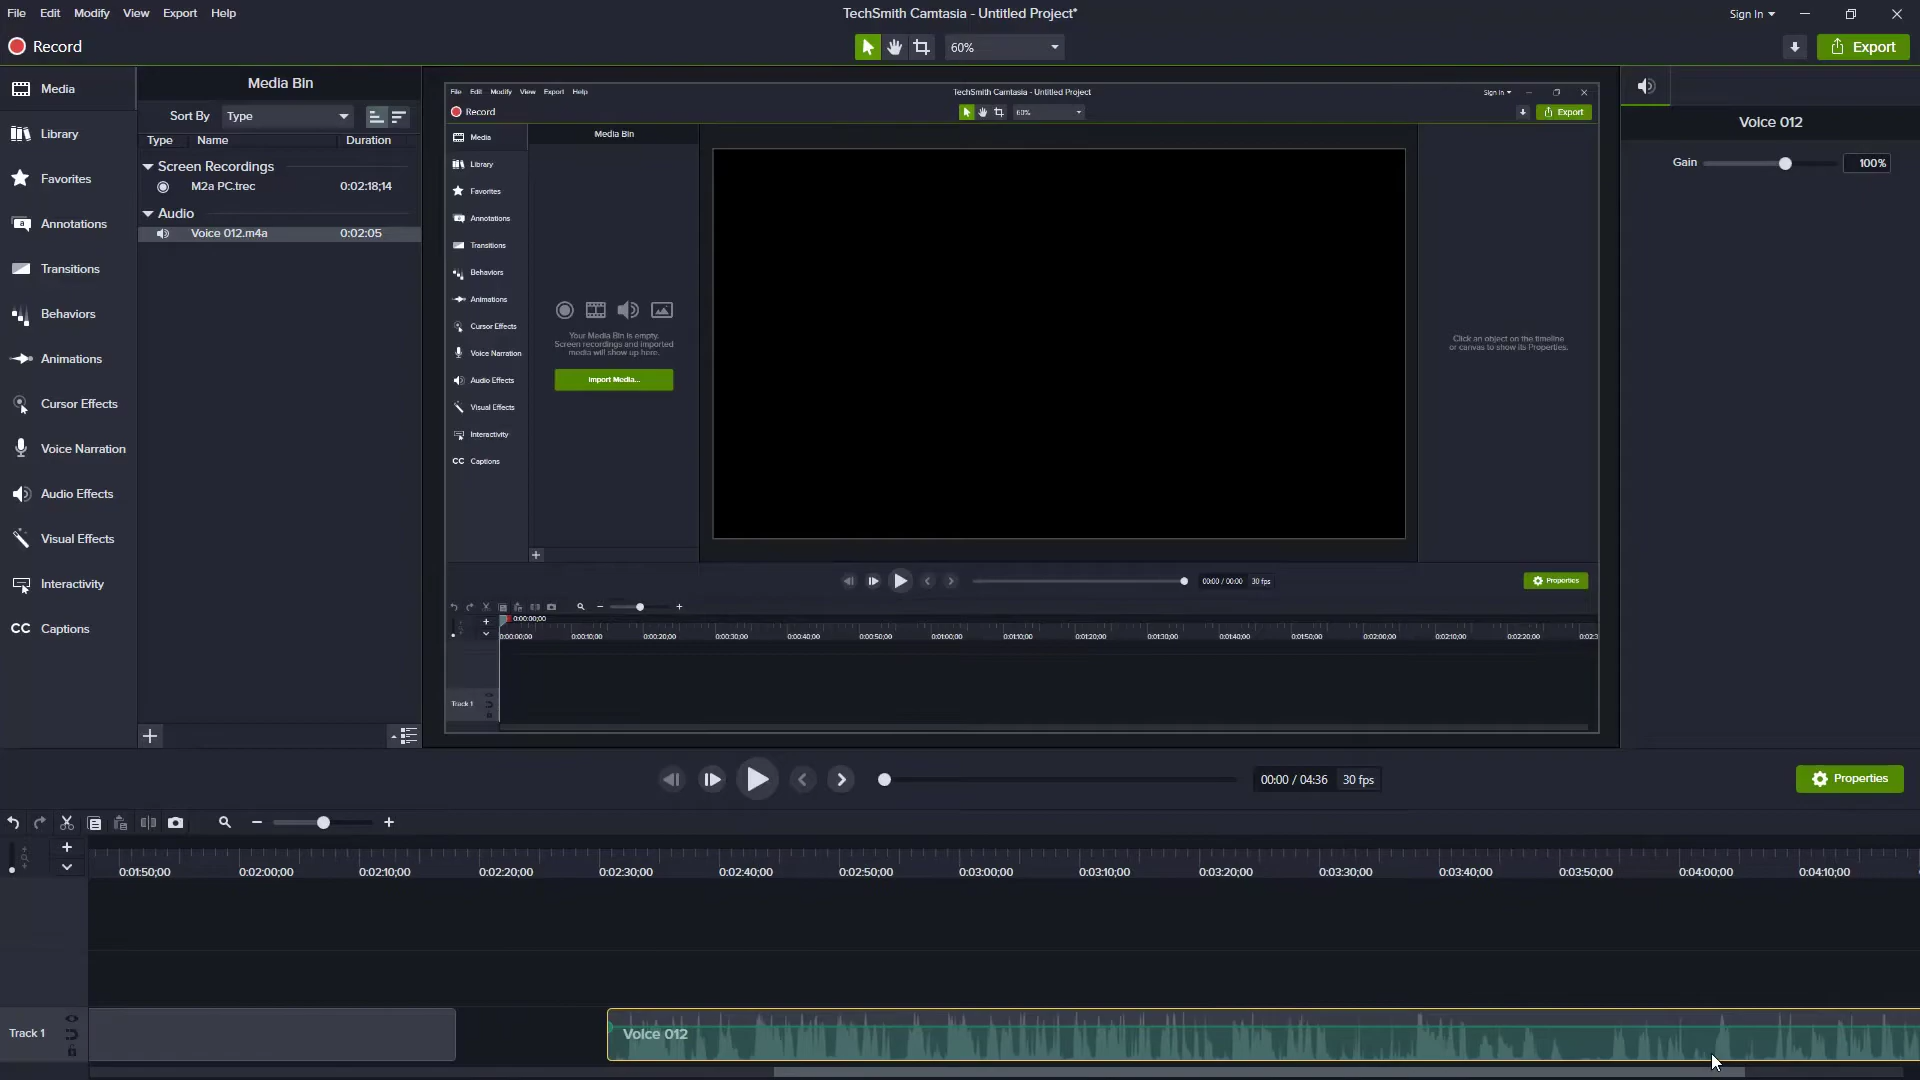 File Edit Modify View Export Help
TechSmith Camtasia - Untitled Project*
Sign In
Record
60%
Export
Media
Library
Favorites
Annotations
Transitions
Behaviors
Animations
Cursor Effects
Voice Narration
Audio Effects
Visual Effects
Interactivity
CC Captions
Media Bin
Sort By Type
Type Name Duration
Screen Recordings
M2a PC.trec 0:02:18;14
Audio
Voice 012.m4a 0:02:05
File Edit Modify View Export Help
TechSmith Camtasia - Untitled Project
Sign In
Record
60%
Export
Media
Library
Favorites
Annotations
Transitions
Behaviors
Animations
Cursor Effects
Voice Narration
Audio Effects
Visual Effects
Interactivity
CC Captions
Media Bin
Your Media Bin is empty.
Screen recordings and imported
media will show up here.
Import Media...
Click an object on the timeline
or canvas to show its Properties.
00:00 / 00:00 30 fps
Properties
0:00:00;00
0:00:00;00 0:00:10;00 0:00:20;00 0:00:30;00 0:00:40;00 0:00:50;00 0:01:00;00 0:01:10;00 0:01:20;00 0:01:30;00 0:01:40;00 0:01:50;00 0:02:00;00 0:02:10;00 0:02:20;00 0:02:3
Track 1
Voice 012
Gain 100%
00:00 / 04:36 30 fps
Properties
0:01:50;00 0:02:00;00 0:02:10;00 0:02:20;00 0:02:30;00 0:02:40;00 0:02:50;00 0:03:00;00 0:03:10;00 0:03:20;00 0:03:30;00 0:03:40;00 0:03:50;00 0:04:00;00 0:04:10;00
Track 1
Voice 012